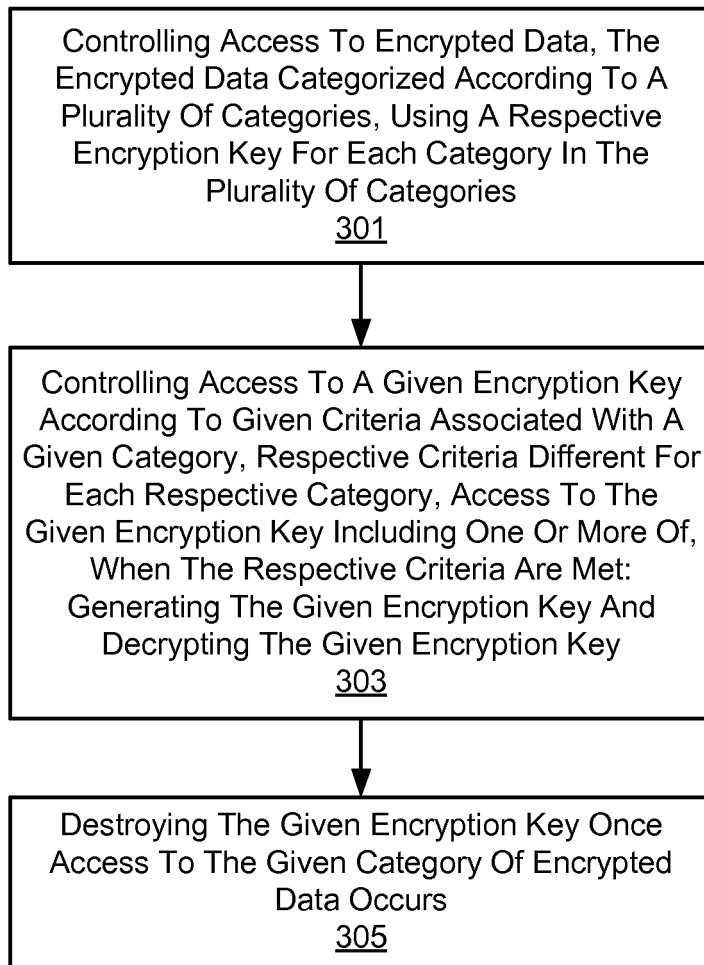 Controlling Access To Encrypted Data, The
Encrypted Data Categorized According To A
Plurality Of Categories, Using A Respective
Encryption Key For Each Category In The
Plurality Of Categories
301
Controlling Access To A Given Encryption Key
According To Given Criteria Associated With A
Given Category, Respective Criteria Different For
Each Respective Category, Access To The
Given Encryption Key Including One Or More Of,
When The Respective Criteria Are Met:
Generating The Given Encryption Key And
Decrypting The Given Encryption Key
303
Destroying The Given Encryption Key Once
Access To The Given Category Of Encrypted
Data Occurs
305